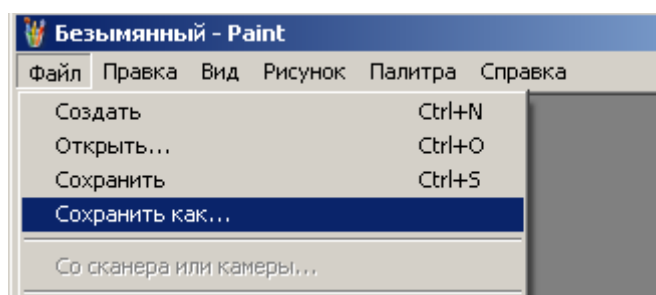 Безымянный - Paint
Файл Правка Вид Рисунок Палитра Справка
Создать Ctrl+N
Открыть... Ctrl+O
Сохранить Ctrl+S
Сохранить как...
Со сканера или камеры...